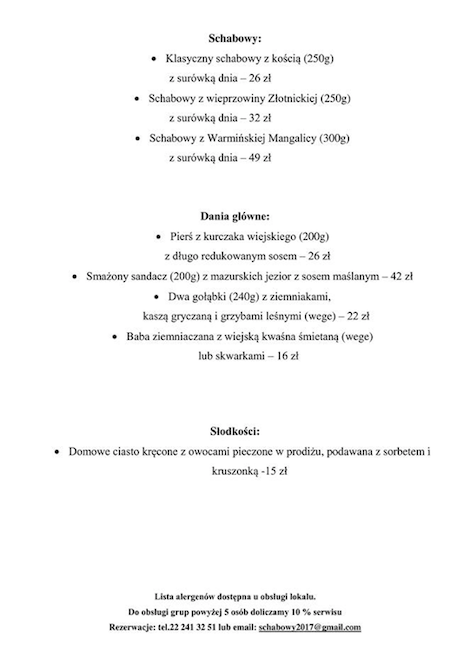 Schabowy:
• Klasyczny schabowy z kością (250g)
z surówką dnia – 26 zł
• Schabowy z wieprzowiny Złotnickiej (250g)
z surówką dnia – 32 zł
• Schabowy z Warmińskiej Mangalicy (300g)
z surówką dnia – 49 zł
Dania główne:
• Pierś z kurczaka wiejskiego (200g)
z długo redukowanym sosem – 26 zł
• Smażony sandacz (200g) z mazurskich jezior z sosem maślanym – 42 zł
• Dwa gołąbki (240g) z ziemniakami,
kaszą gryczaną i grzybami leśnymi (wege) – 22 zł
• Baba ziemniaczana z wiejską kwaśna śmietaną (wege)
lub skwarkami – 16 zł
Słodkości:
• Domowe ciasto kręcone z owocami pieczone w prodiżu, podawana z sorbetem i
kruszonką -15 zł
Lista alergenów dostępna u obsługi lokalu.
Do obsługi grup powyżej 5 osób doliczamy 10 % serwisu
Rezerwacje: tel.22 241 32 51 lub email: schabowy2017@gmail.com